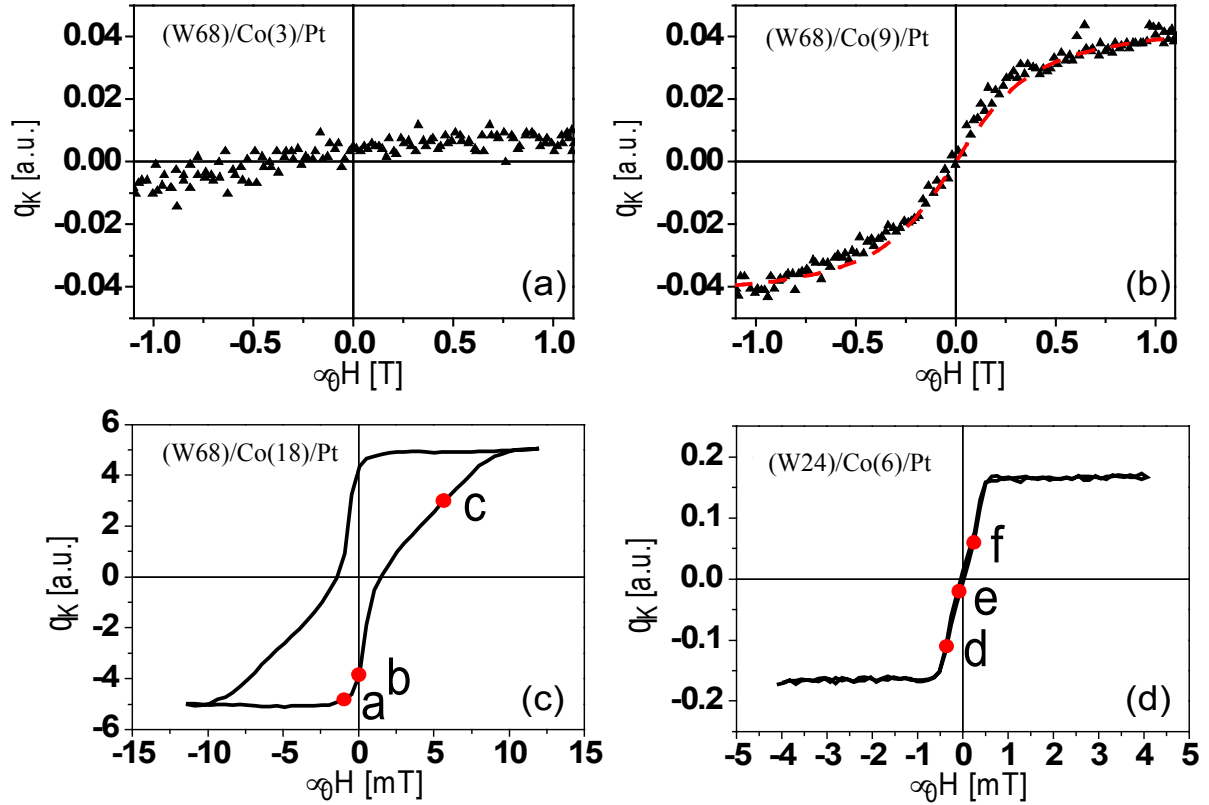 (W68)/Co(3)/Pt
0.04
0.02
0.00
-0.02
-0.04
qK [a.u.]
-1.0 -0.5 0.0 0.5 1.0
∝0H [T]
(a)
(W68)/Co(9)/Pt
0.04
0.02
0.00
-0.02
-0.04
qK [a.u.]
-1.0 -0.5 0.0 0.5 1.0
∝0H [T]
(b)
(W68)/Co(18)/Pt
6
4
2
0
-2
-4
-6
qK [a.u.]
c
b
a
-15 -10 -5 0 5 10 15
∝0H [mT]
(c)
(W24)/Co(6)/Pt
0.2
0.1
0.0
-0.1
-0.2
qK [a.u.]
f
e
d
-5 -4 -3 -2 -1 0 1 2 3 4 5
∝0H [mT]
(d)